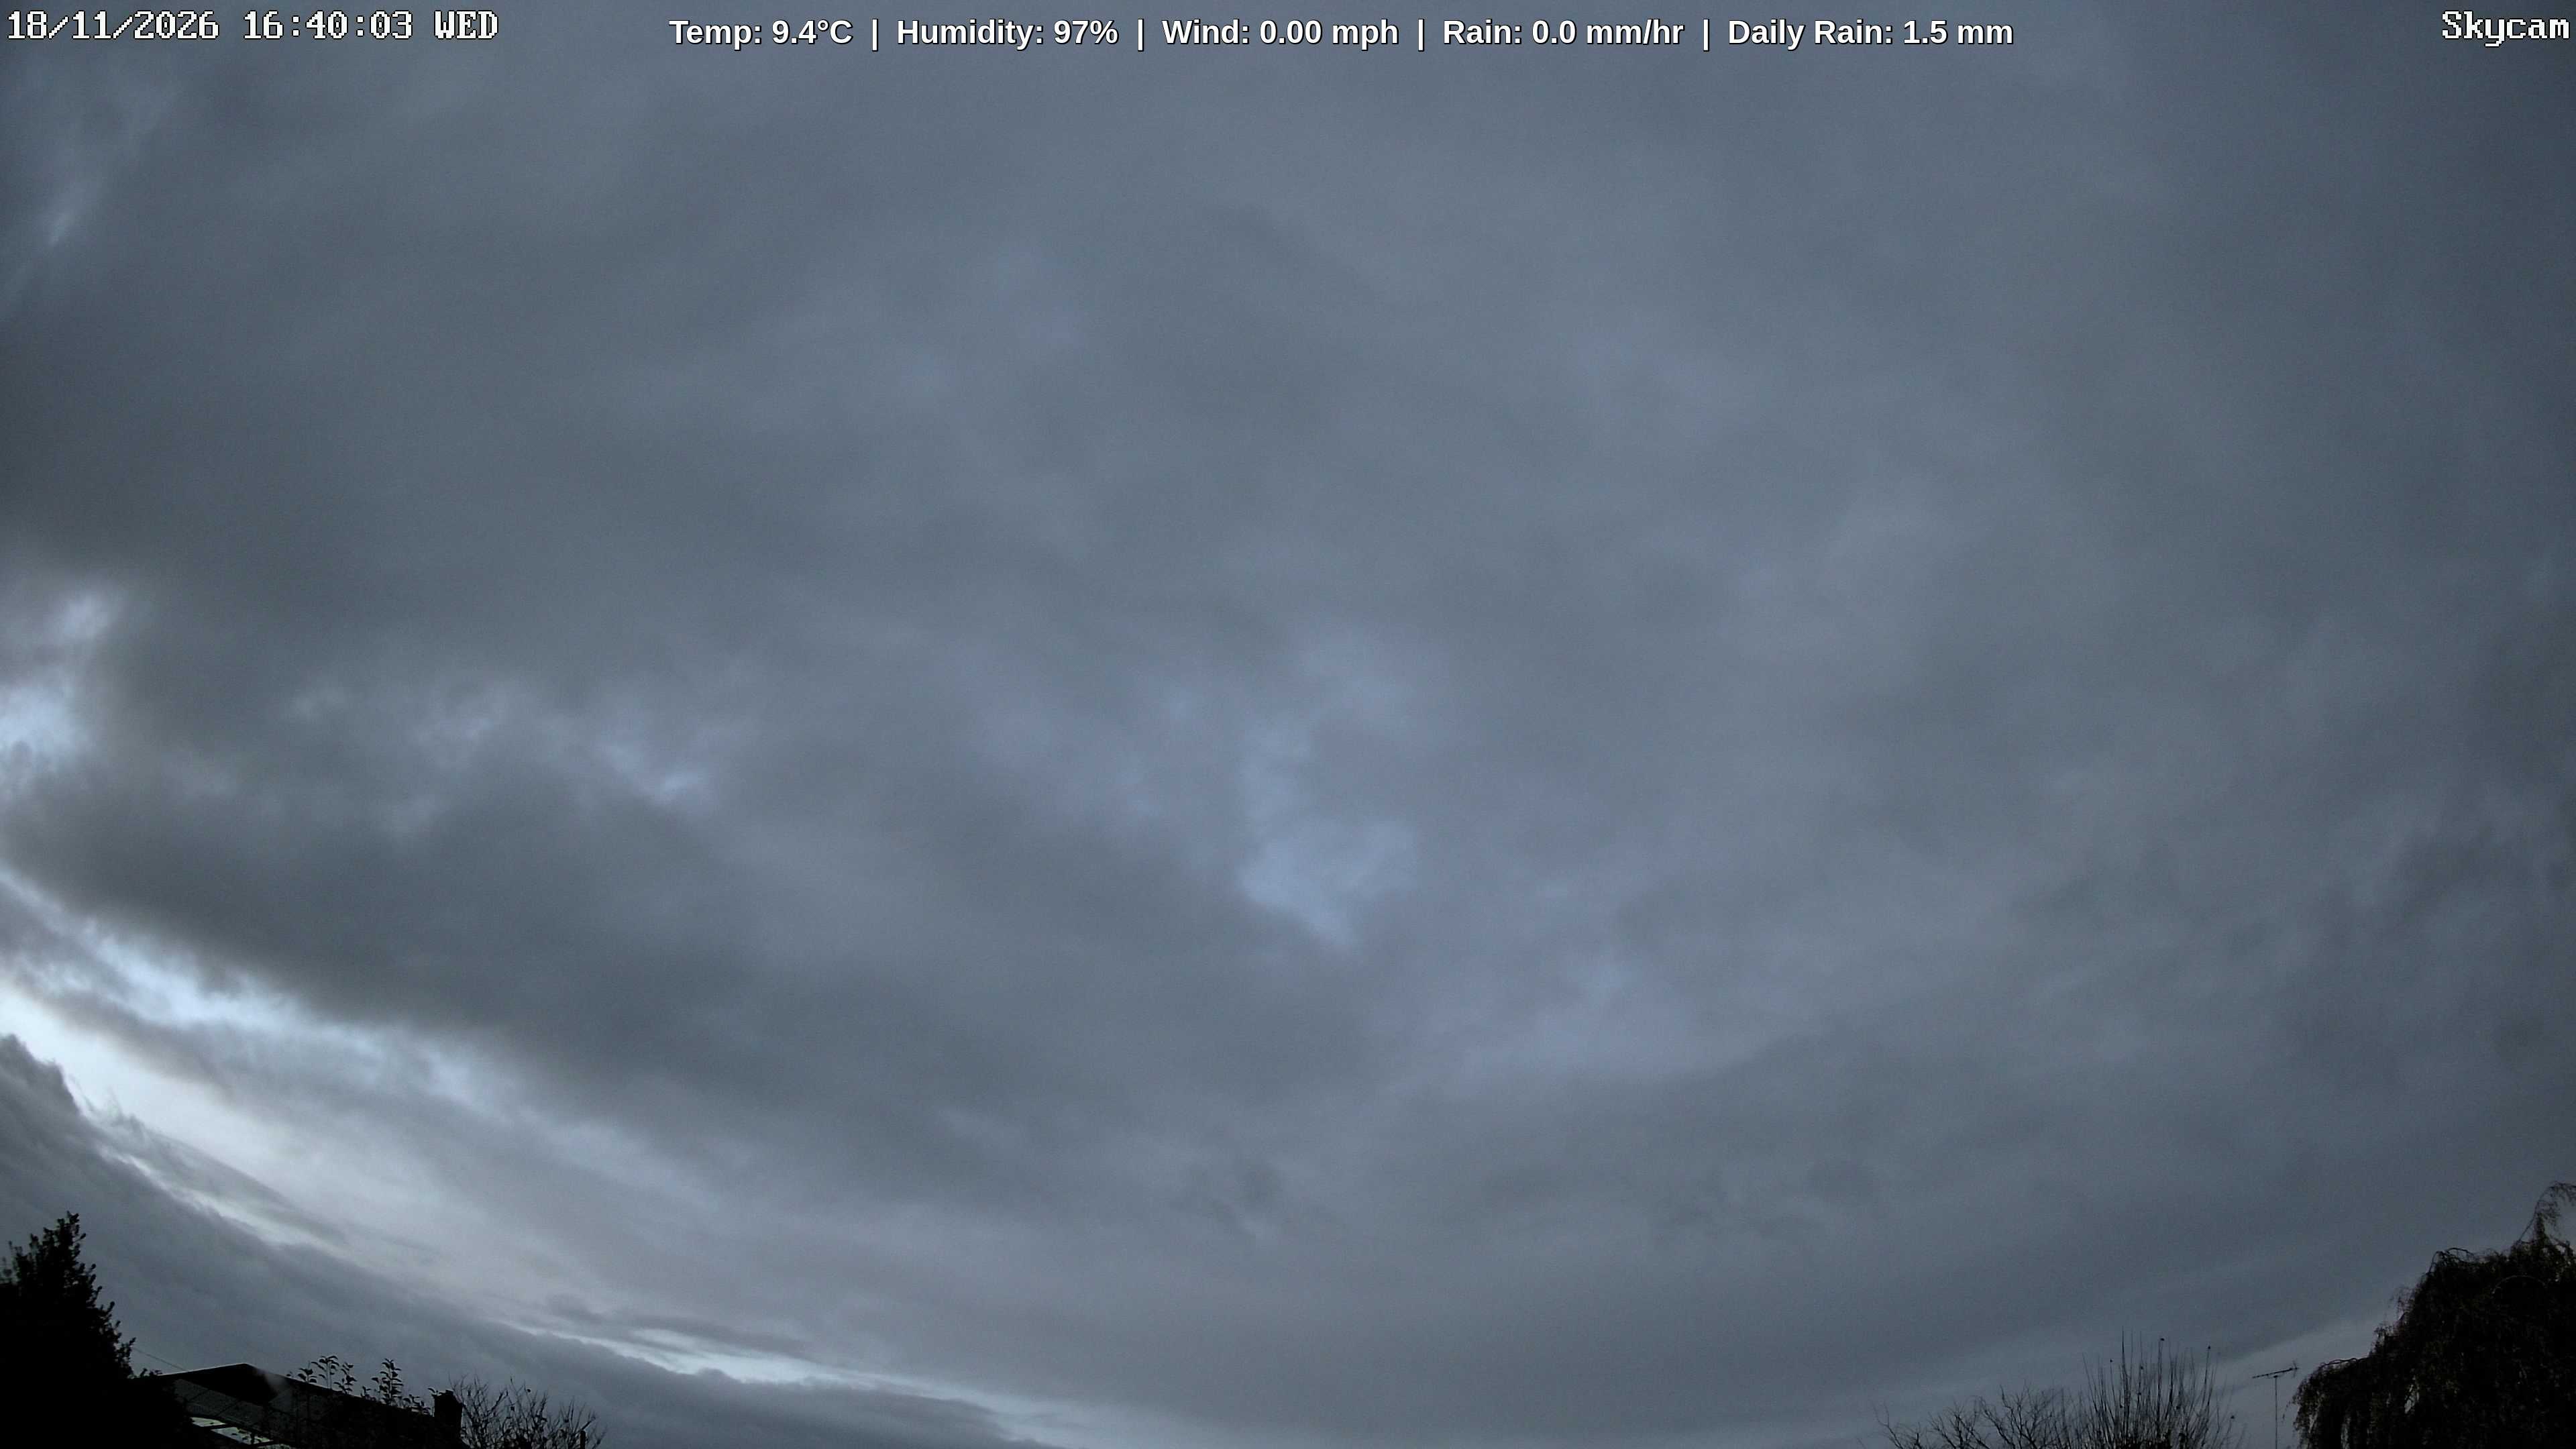 18/11/2026 16:40:03 WED
Temp: 9.4°C | Humidity: 97% | Wind: 0.00 mph | Rain: 0.0 mm/hr | Daily Rain: 1.5 mm
Skycam